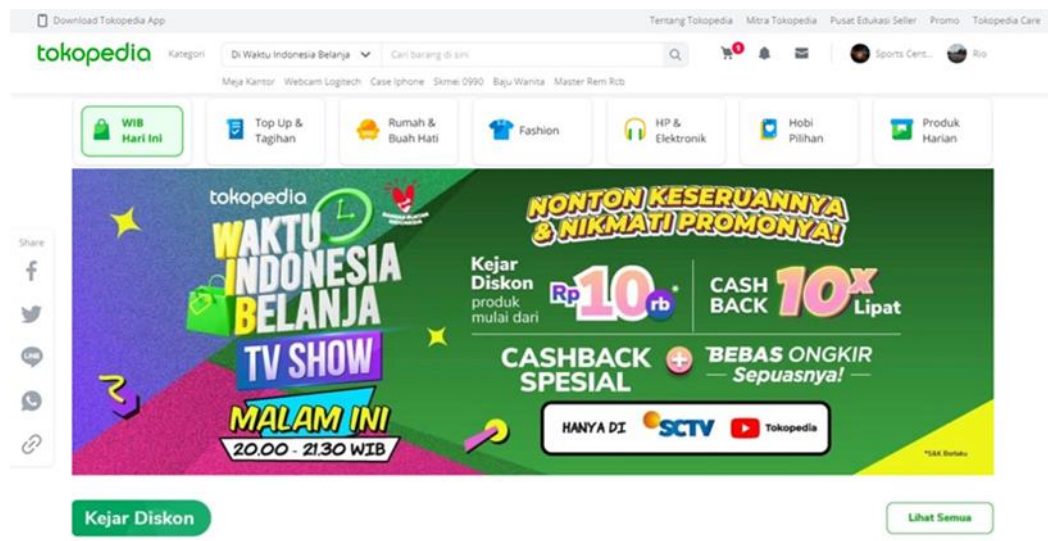 Download Tokopedia App
Tentang Tokopedia Mitra Tokopedia Pusat Edukasi Seller Promo Tokopedia Care
tokopedia Kategori Di Waktu Indonesia Belanja Cari barang di sini 1 Sports Cent... Rio
Meja Kantor Webcam Logitech Case Iphone Skmei 0990 Baju Wanita Master Rem Rcb
WIB
Hari Ini
Top Up &
Tagihan
Rumah &
Buah Hati
Fashion
HP &
Elektronik
Hobi
Pilihan
Produk
Harian
Share
LINE
tokopedia
WAKTU
INDONESIA
BELANJA
TV SHOW
MALAM INI
20.00 - 21.30 WIB
NONTON KESERUANNYA
& NIKMATI PROMONYA!
Kejar
Diskon
produk
mulai dari
Rp10rb*
CASH
BACK
10x
Lipat
CASHBACK
SPESIAL
+
BEBAS ONGKIR
Sepuasnya!
HANYA DI SCTV Tokopedia
*S&K Berlaku
Kejar Diskon
Lihat Semua